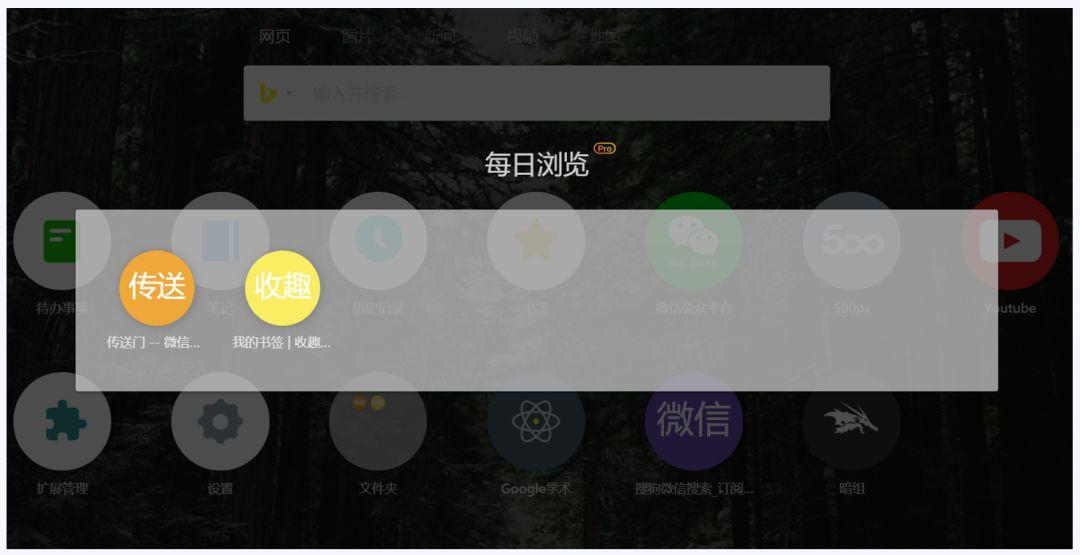 网页 图片 新闻 视频 地图
输入并搜索...
每日浏览 Pro
500
传送 收趣
待办事项 笔记 历史记录 书签 微信公众平台 500px Youtube
传送门 -- 微信... 我的书签 | 收趣...
微信
扩展管理 设置 文件夹 Google学术 搜狗微信搜索_订阅... 暗组